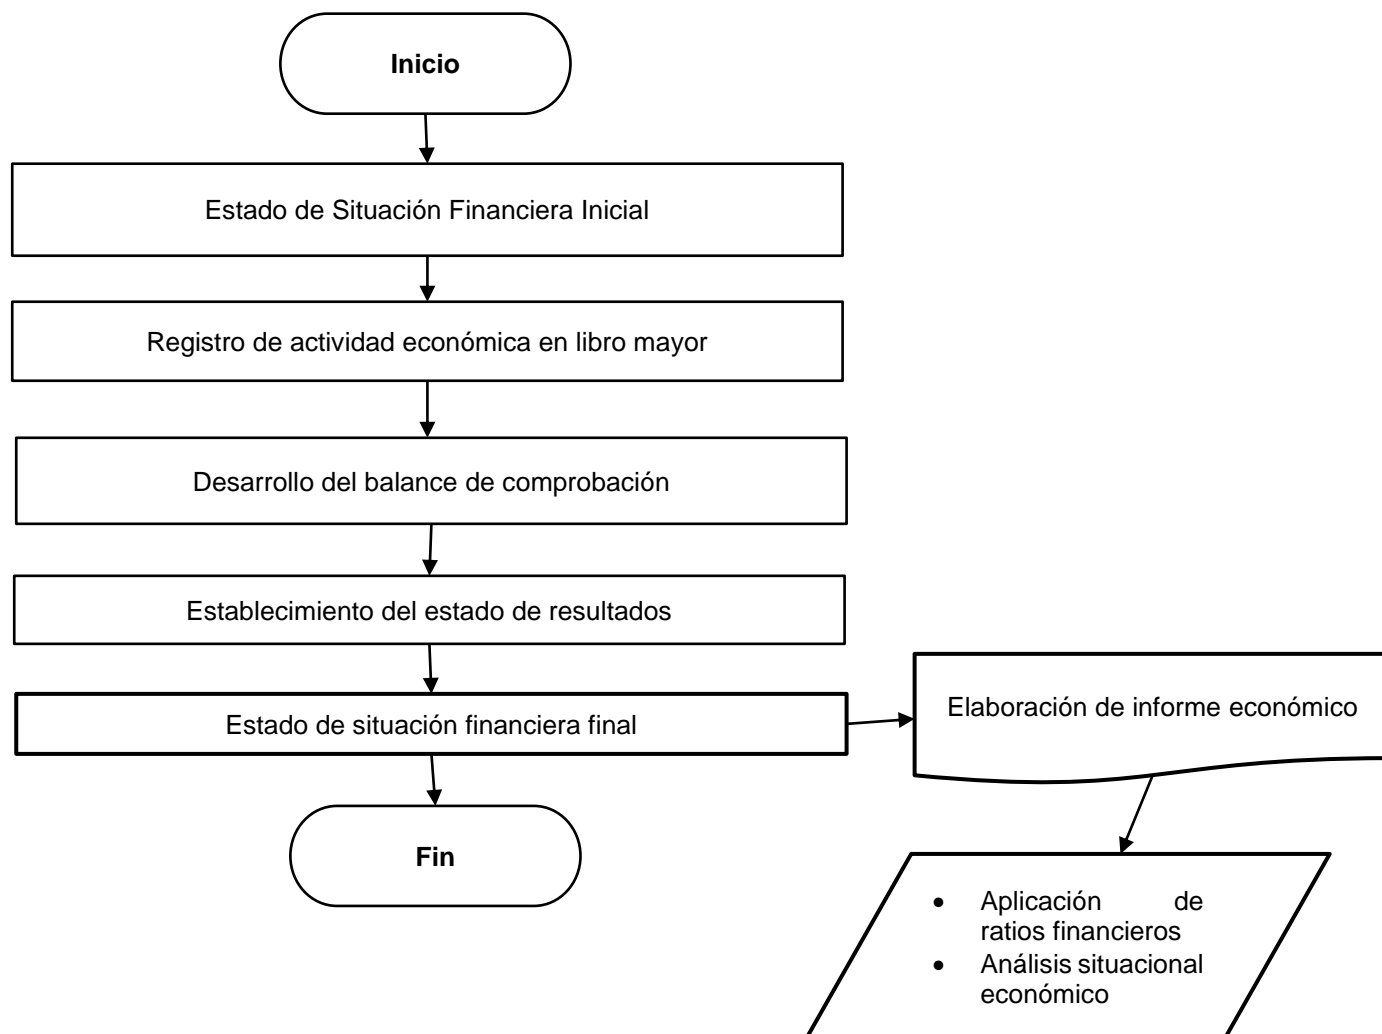 Inicio
Estado de Situación Financiera Inicial
Registro de actividad económica en libro mayor
Desarrollo del balance de comprobación
Establecimiento del estado de resultados
Estado de situación financiera final
Elaboración de informe económico
Fin
• Aplicación de
ratios financieros
• Análisis situacional
económico